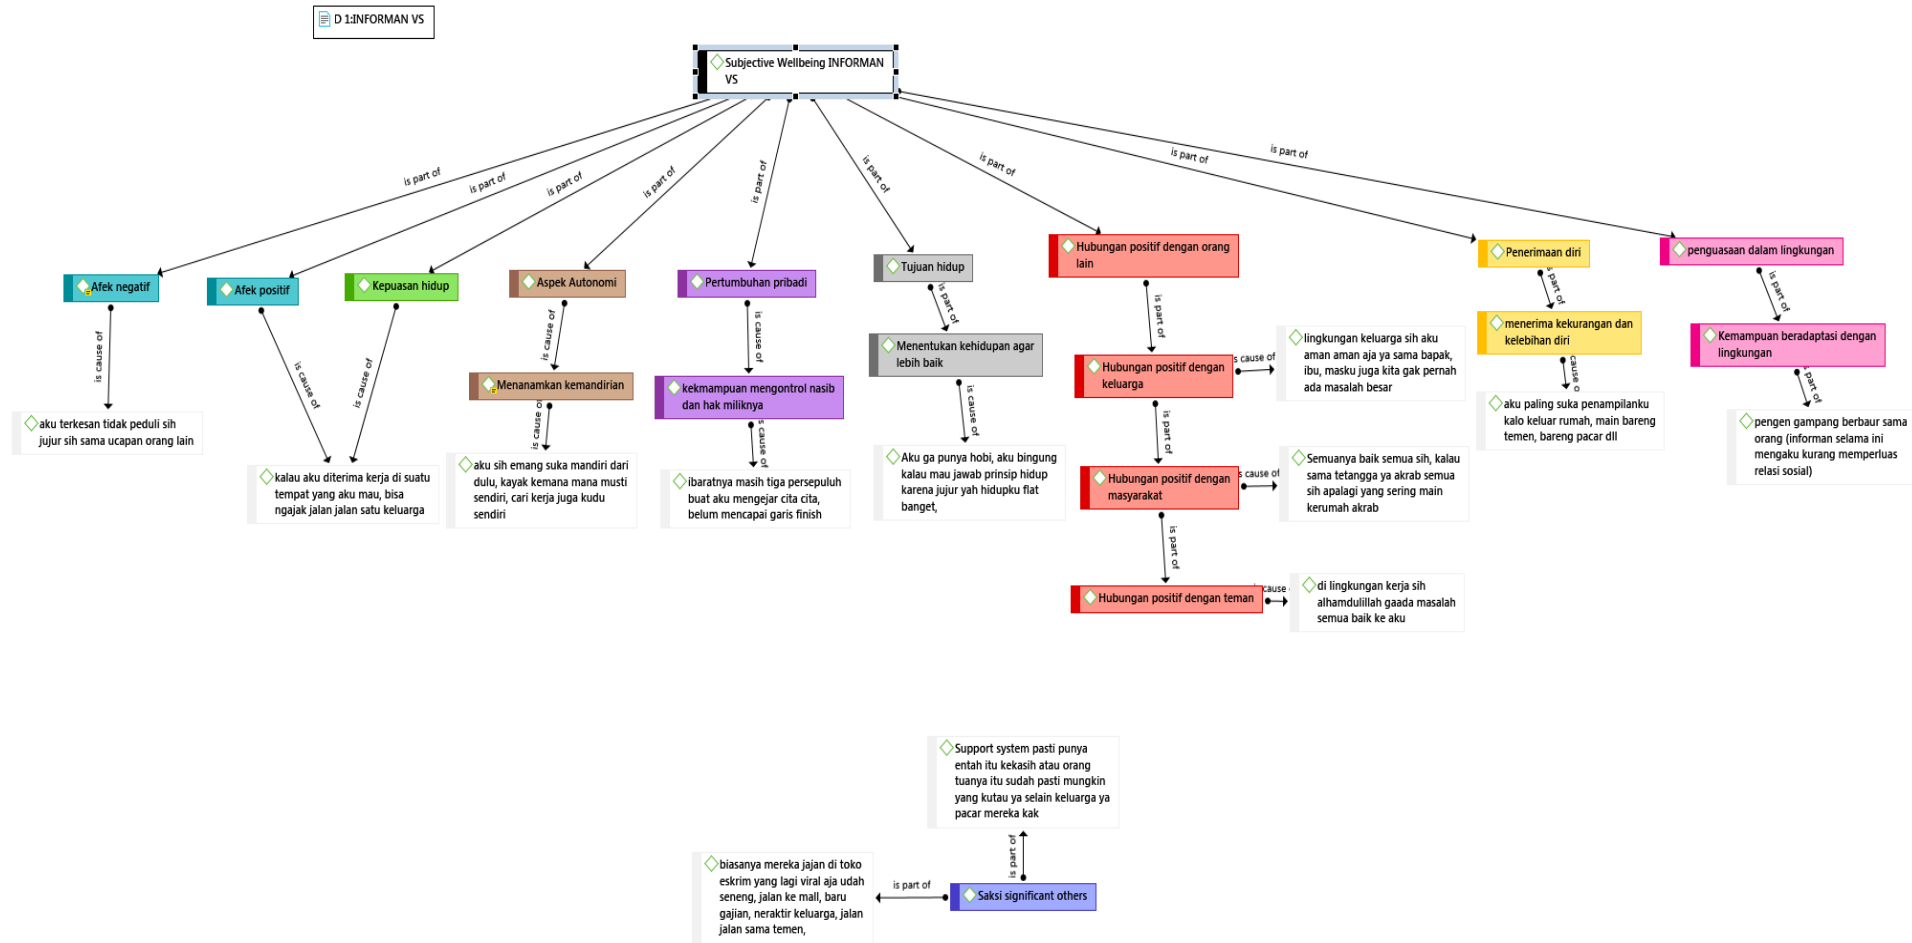 D 1:INFORMAN VS
Subjective Wellbeing INFORMAN
VS
is part of
is part of
is part of
is part of
is part of
is part of
is part of
is part of
is part of
Afek negatif
Afek positif
Kepuasan hidup
Aspek Autonomi
Pertumbuhan pribadi
Tujuan hidup
Hubungan positif dengan orang
lain
Penerimaan diri
penguasaan dalam lingkungan
is cause of
is cause of
is cause of
is cause of
is cause of
is part of
is part of
s part of
is part of
aku terkesan tidak peduli sih
jujur sih sama ucapan orang lain
kalau aku diterima kerja di suatu
tempat yang aku mau, bisa
ngajak jalan jalan satu keluarga
Menanamkan kemandirian
is cause of
aku sih emang suka mandiri dari
dulu, kayak kemana mana musti
sendiri, cari kerja juga kudu
sendiri
kekmampuan mengontrol nasib
dan hak miliknya
s cause of
ibaratnya masih tiga persepuluh
buat aku mengejar cita cita,
belum mencapai garis finish
Menentukan kehidupan agar
lebih baik
is cause of
Aku ga punya hobi, aku bingung
kalau mau jawab prinsip hidup
karena jujur yah hidupku flat
banget,
Hubungan positif dengan
keluarga
s cause of
lingkungan keluarga sih aku
aman aman aja ya sama bapak,
ibu, masku juga kita gak pernah
ada masalah besar
is part of
Hubungan positif dengan
masyarakat
s cause of
Semuanya baik semua sih, kalau
sama tetangga ya akrab semua
sih apalagi yang sering main
kerumah akrab
is part of
Hubungan positif dengan teman
cause
di lingkungan kerja sih
alhamdulillah gaada masalah
semua baik ke aku
menerima kekurangan dan
kelebihan diri
cause o
aku paling suka penampilanku
kalo keluar rumah, main bareng
temen, bareng pacar dll
Kemampuan beradaptasi dengan
lingkungan
part of
pengen gampang berbaur sama
orang (informan selama ini
mengaku kurang memperluas
relasi sosial)
Support system pasti punya
entah itu kekasih atau orang
tuanya itu sudah pasti mungkin
yang kutau ya selain keluarga ya
pacar mereka kak
is part of
biasanya mereka jajan di toko
eskrim yang lagi viral aja udah
seneng, jalan ke mall, baru
gajian, neraktir keluarga, jalan
jalan sama temen,
is part of
Saksi significant others